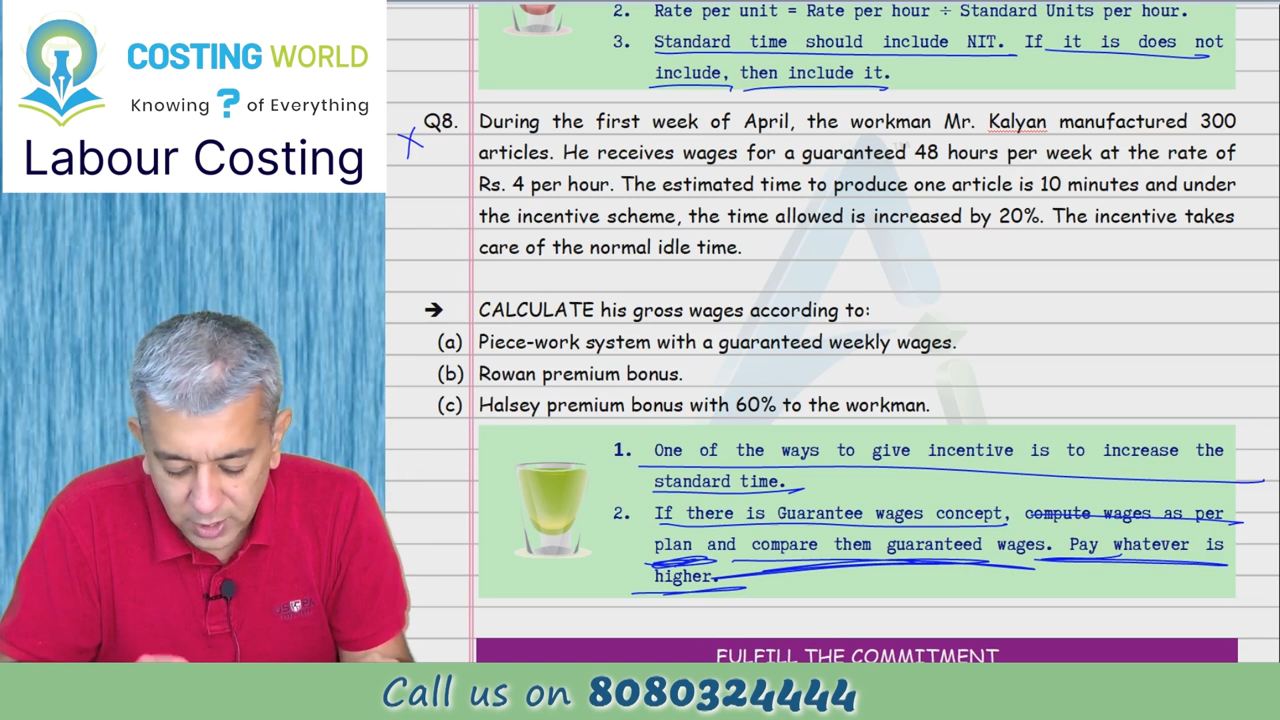 COSTING WORLD
Knowing ? of Everything
Labour Costing
2. Rate per unit = Rate per hour ÷ Standard Units per hour.
3. Standard time should include NIT. If it is does not
include, then include it.
Q8. During the first week of April, the workman Mr. Kalyan manufactured 300
articles. He receives wages for a guaranteed 48 hours per week at the rate of
Rs. 4 per hour. The estimated time to produce one article is 10 minutes and under
the incentive scheme, the time allowed is increased by 20%. The incentive takes
care of the normal idle time.
➔ CALCULATE his gross wages according to:
(a) Piece-work system with a guaranteed weekly wages.
(b) Rowan premium bonus.
(c) Halsey premium bonus with 60% to the workman.
1. One of the ways to give incentive is to increase the
standard time.
2. If there is Guarantee wages concept, compute wages as per
plan and compare them guaranteed wages. Pay whatever is
higher.
FULFILL THE COMMITMENT
Call us on 8080324444